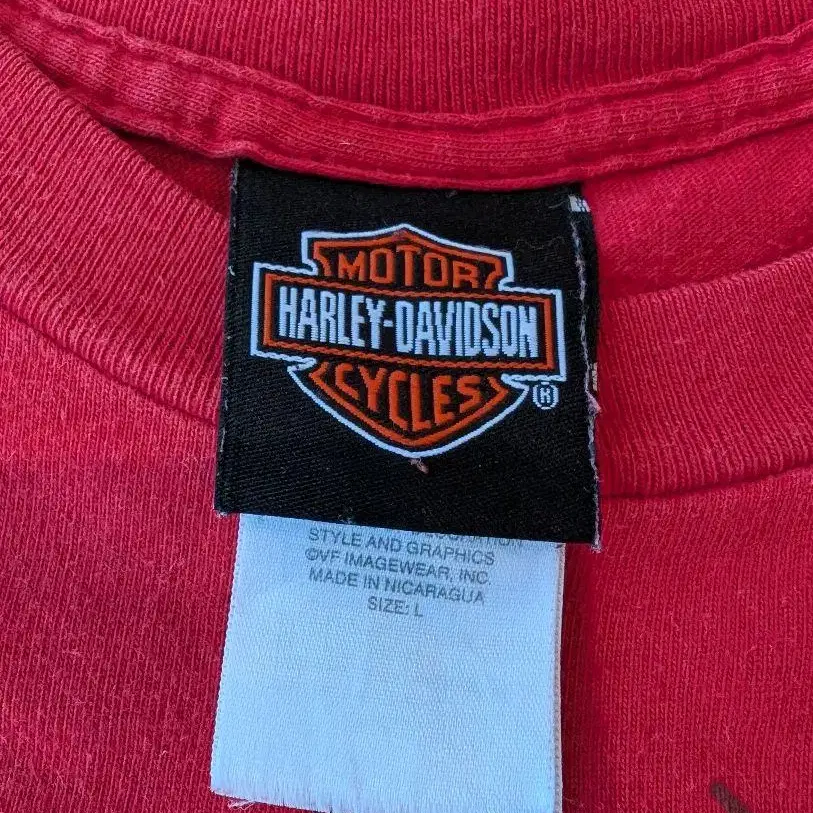 MOTOR
HARLEY-DAVIDSON
CYCLES
®
STYLE AND GRAPHICS
©VF IMAGEWEAR, INC.
MADE IN NICARAGUA
SIZE: L